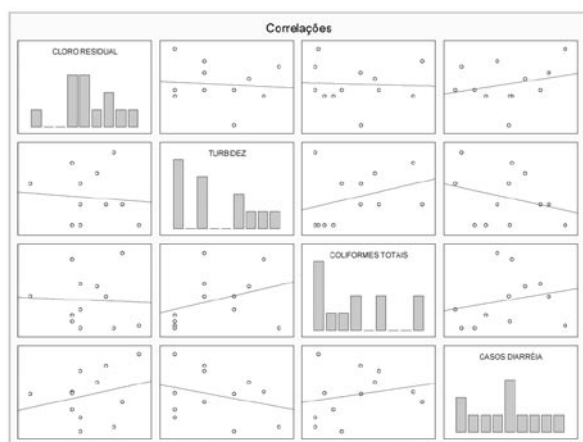 Correlações
CLORO RESIDUAL
TURBIDEZ
COLIFORMES TOTAIS
CASOS DIARRÉIA